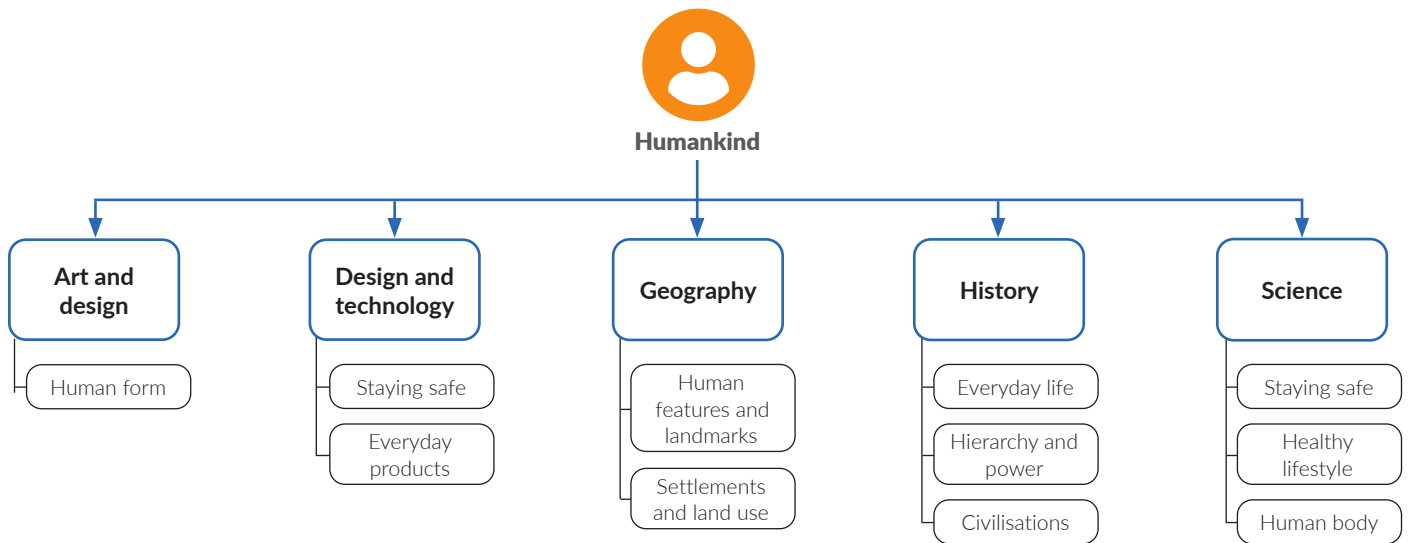 Humankind
Art and
design
Human form
Design and
technology
Staying safe
Everyday
products
Geography
Human
features and
landmarks
Settlements
and land use
History
Everyday life
Hierarchy and
power
Civilisations
Science
Staying safe
Healthy
lifestyle
Human body